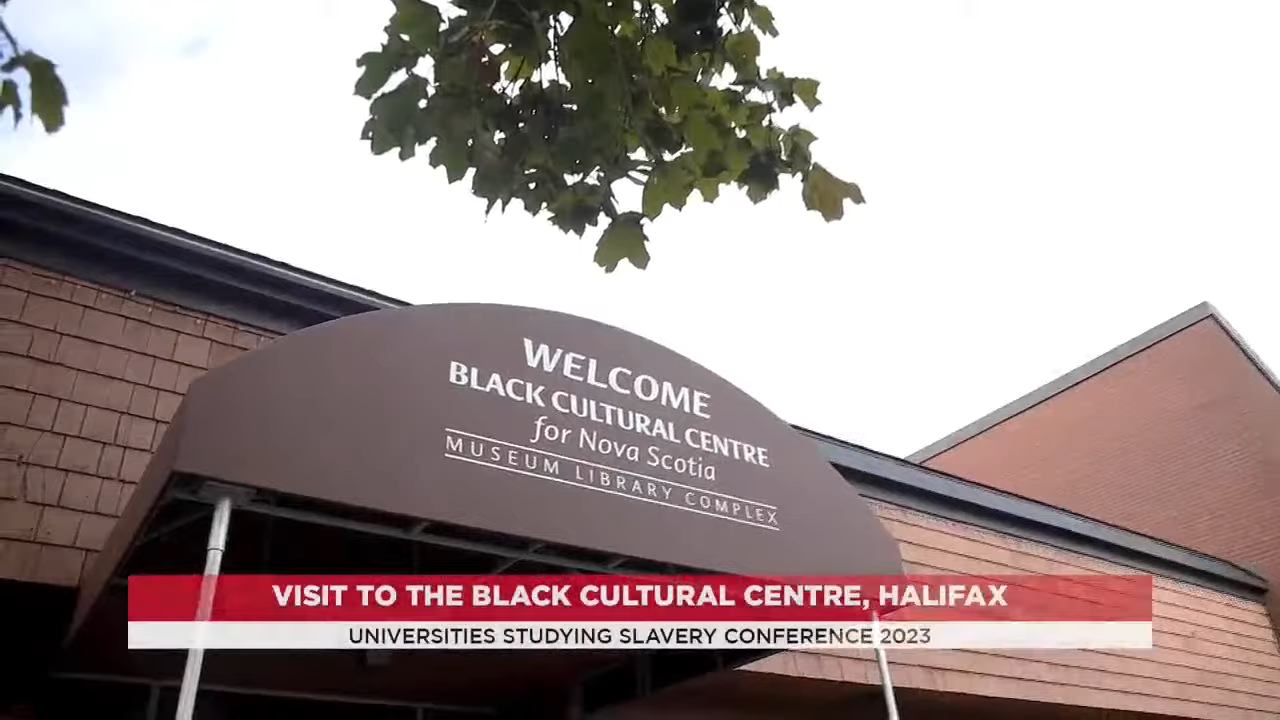 WELCOME
BLACK CULTURAL CENTRE
for Nova Scotia
MUSEUM LIBRARY COMPLEX
VISIT TO THE BLACK CULTURAL CENTRE, HALIFAX
UNIVERSITIES STUDYING SLAVERY CONFERENCE 2023